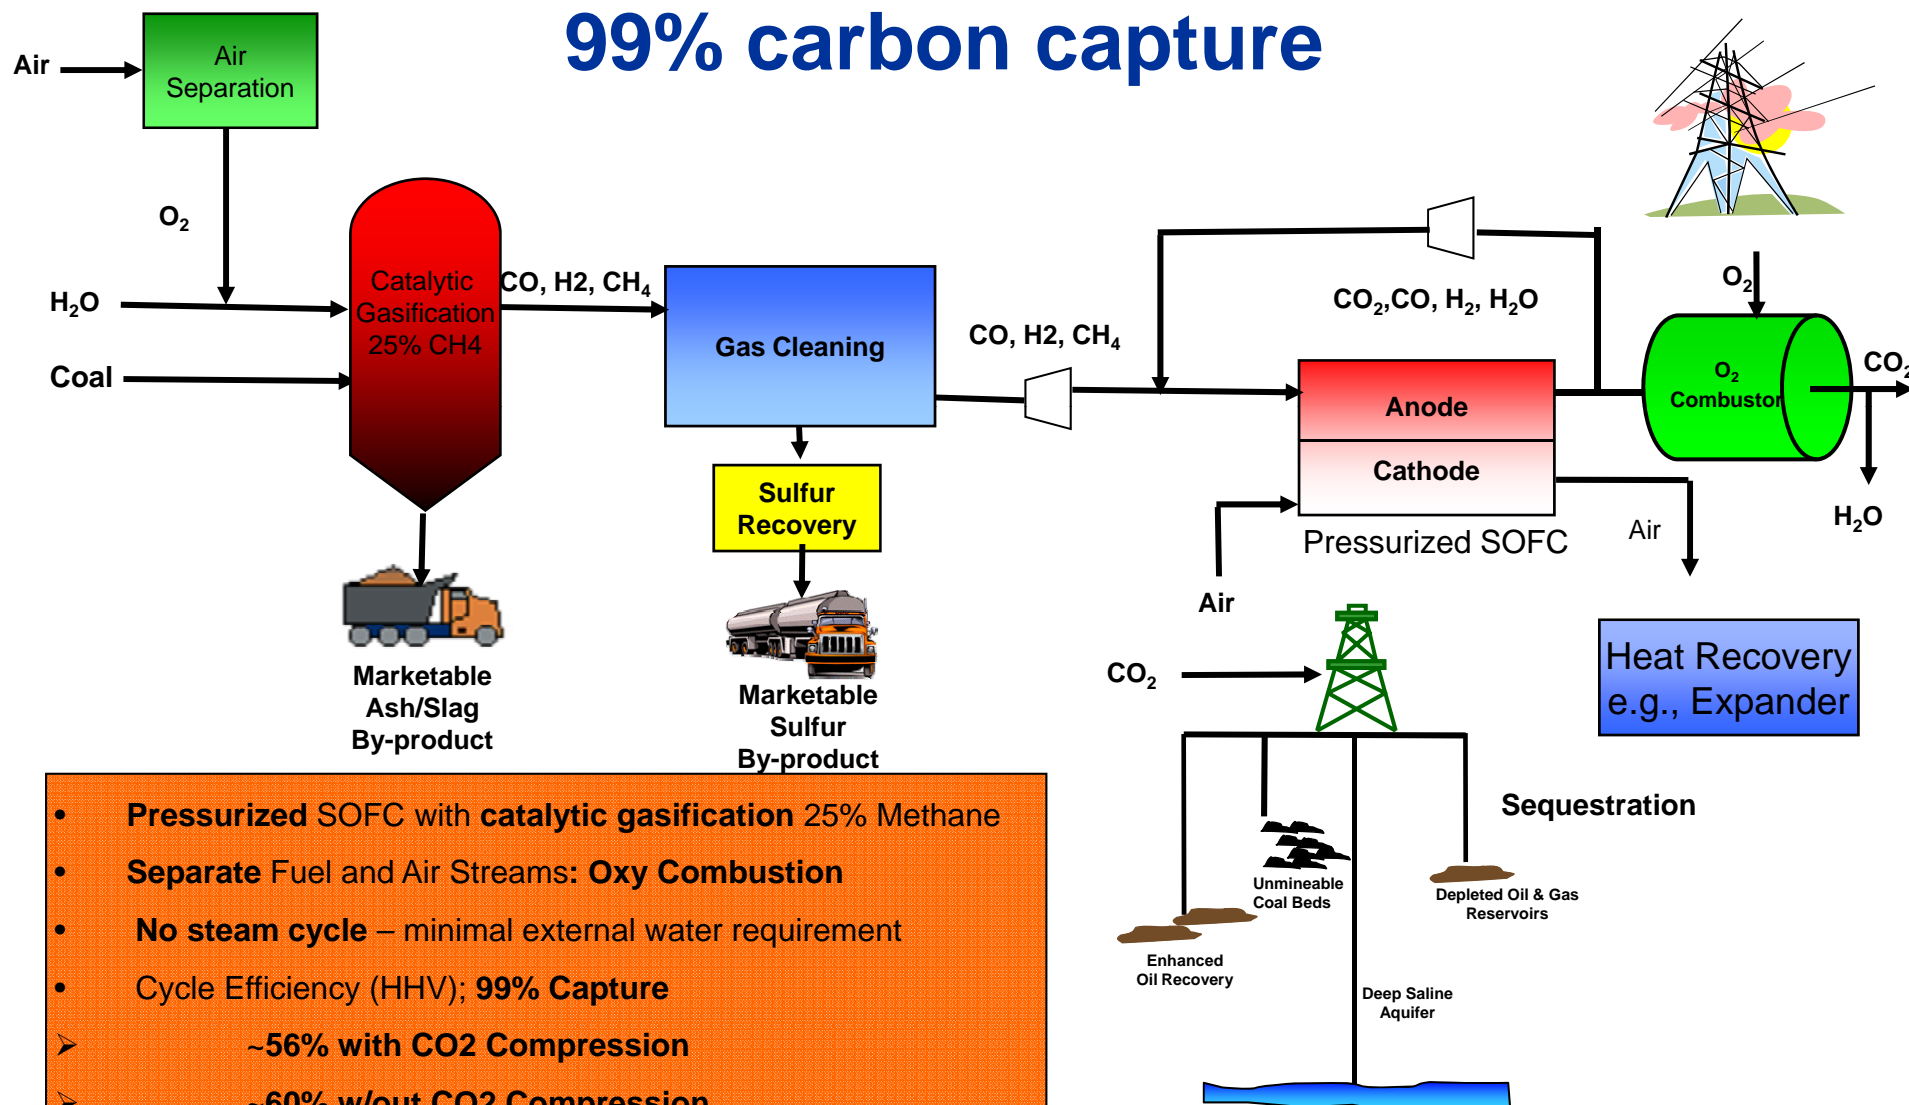 99% carbon capture
Air
Air
Separation
O₂
H₂O
Coal
Catalytic
Gasification
25% CH4
CO, H2, CH₄
Gas Cleaning
CO, H2, CH₄
CO₂,CO, H₂, H₂O
O₂
O₂
Combustor
CO₂
H₂O
Anode
Cathode
Pressurized SOFC
Air
Air
Sulfur
Recovery
Marketable
Ash/Slag
By-product
Marketable
Sulfur
By-product
CO₂
Heat Recovery
e.g., Expander
Sequestration
Unmineable
Coal Beds
Depleted Oil & Gas
Reservoirs
Enhanced
Oil Recovery
Deep Saline
Aquifer
• Pressurized SOFC with catalytic gasification 25% Methane
• Separate Fuel and Air Streams: Oxy Combustion
• No steam cycle – minimal external water requirement
• Cycle Efficiency (HHV); 99% Capture
➢ ~56% with CO2 Compression
➢ ~60% w/out CO2 Compression